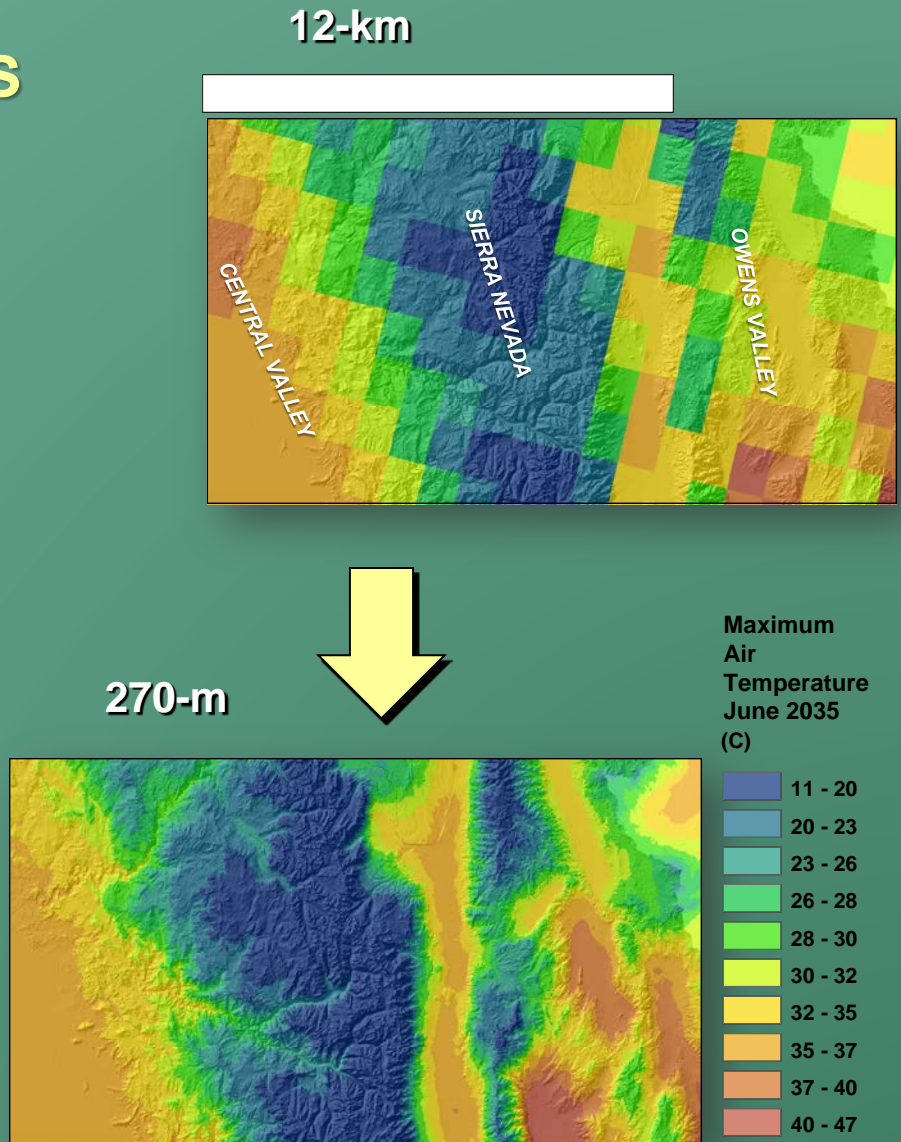 12-km
s
CENTRAL VALLEY
SIERRA NEVADA
OWENS VALLEY
270-m
Maximum
Air
Temperature
June 2035
(C)
11 - 20
20 - 23
23 - 26
26 - 28
28 - 30
30 - 32
32 - 35
35 - 37
37 - 40
40 - 47